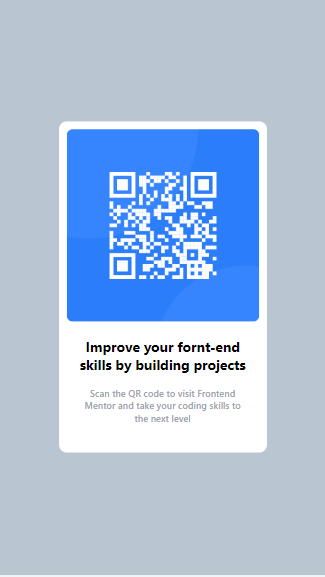 Improve your fornt-end
skills by building projects
Scan the QR code to visit Frontend
Mentor and take your coding skills to
the next level